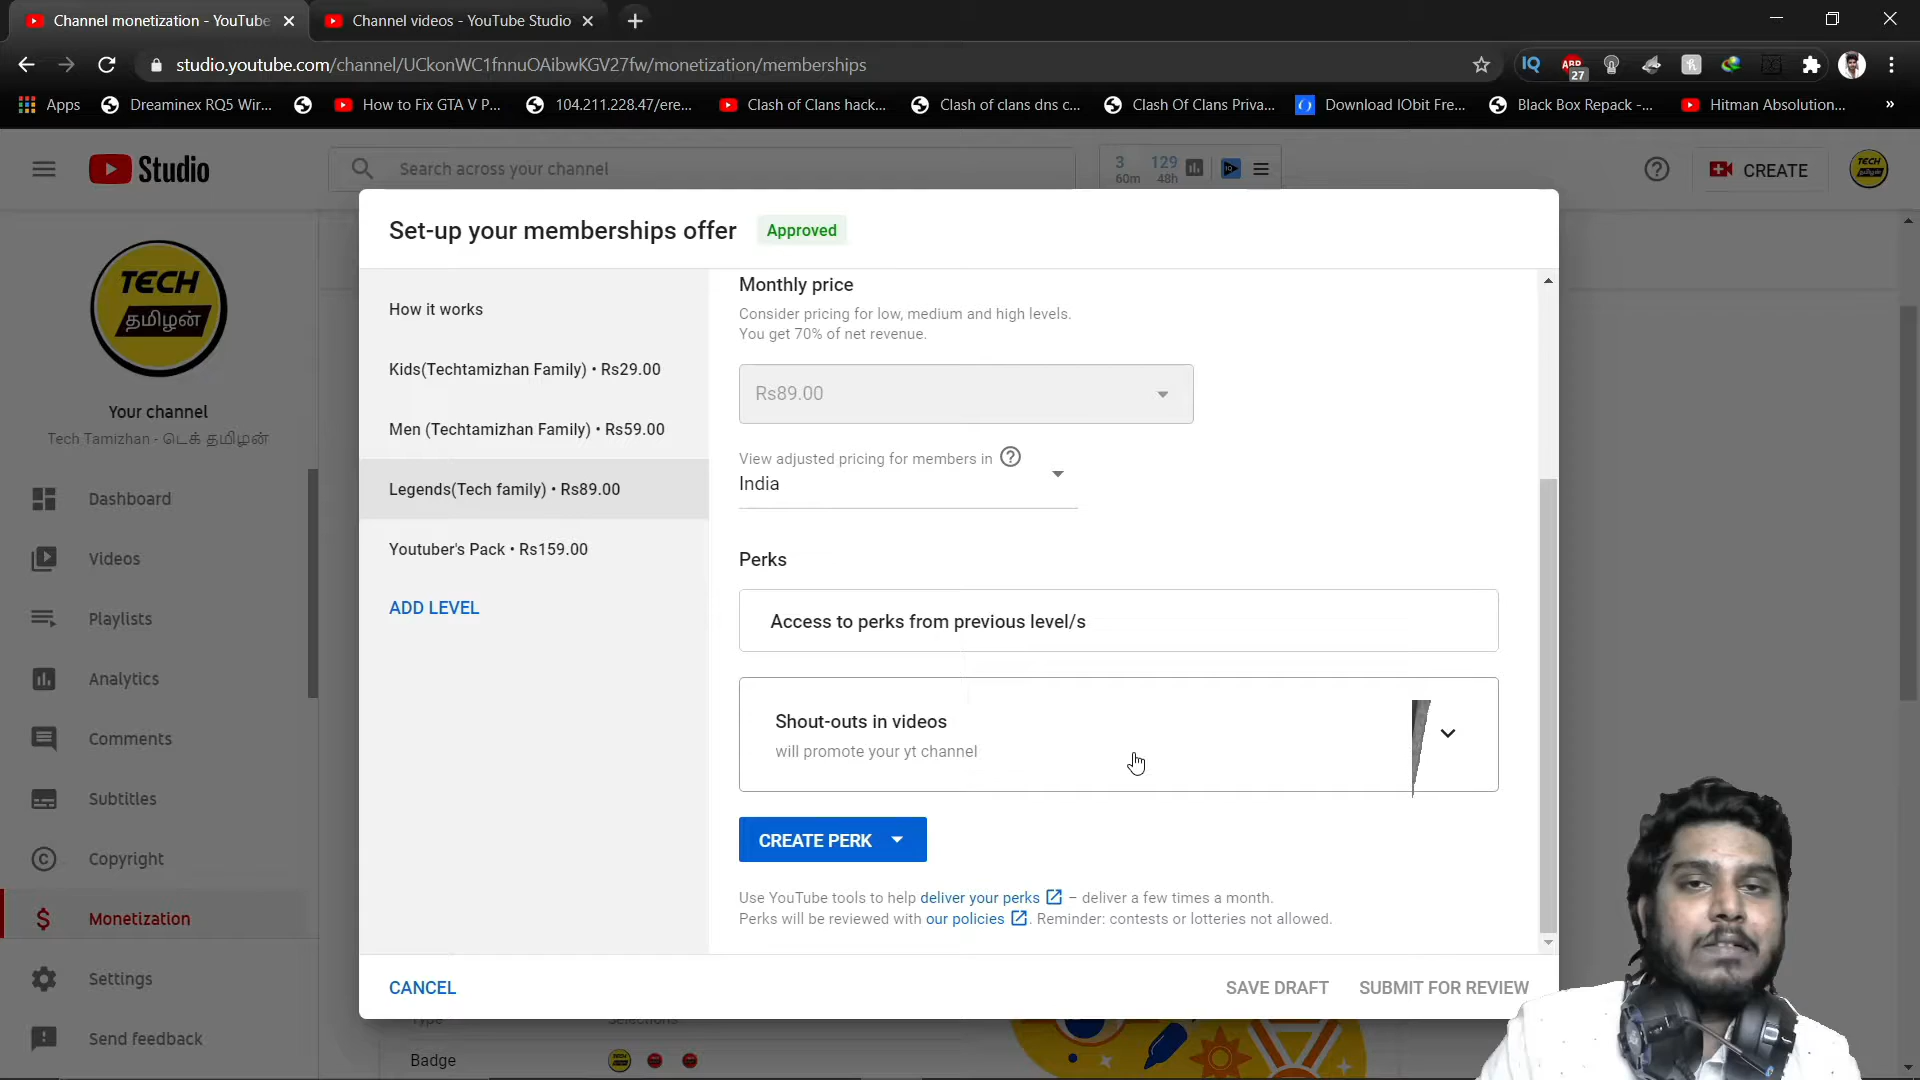 Channel monetization - YouTube
Channel videos - YouTube Studio
studio.youtube.com/channel/UCkonWC1fnnuOAibwKGV27fw/monetization/memberships
IQ
ABP
27
Apps
Dreaminex RQ5 Wir...
How to Fix GTA V P...
104.211.228.47/ere...
Clash of Clans hack...
Clash of clans dns c...
Clash Of Clans Priva...
Download IObit Fre...
Black Box Repack -...
Hitman Absolution...
»
Studio
Search across your channel
3
60m
129
48h
CREATE
TECH
தமிழன்
TECH
தமிழன்
Your channel
Tech Tamizhan - டெக் தமிழன்
Dashboard
Videos
Playlists
Analytics
Comments
Subtitles
Copyright
Monetization
Settings
Send feedback
Set-up your memberships offer
Approved
How it works
Kids(Techtamizhan Family) • Rs29.00
Men (Techtamizhan Family) • Rs59.00
Legends(Tech family) • Rs89.00
Youtuber's Pack • Rs159.00
ADD LEVEL
Monthly price
Consider pricing for low, medium and high levels.
You get 70% of net revenue.
Rs89.00
View adjusted pricing for members in
India
Perks
Access to perks from previous level/s
Shout-outs in videos
will promote your yt channel
CREATE PERK
Use YouTube tools to help deliver your perks – deliver a few times a month.
Perks will be reviewed with our policies . Reminder: contests or lotteries not allowed.
CANCEL
SAVE DRAFT
SUBMIT FOR REVIEW
Type
Selections
Badge
TECH